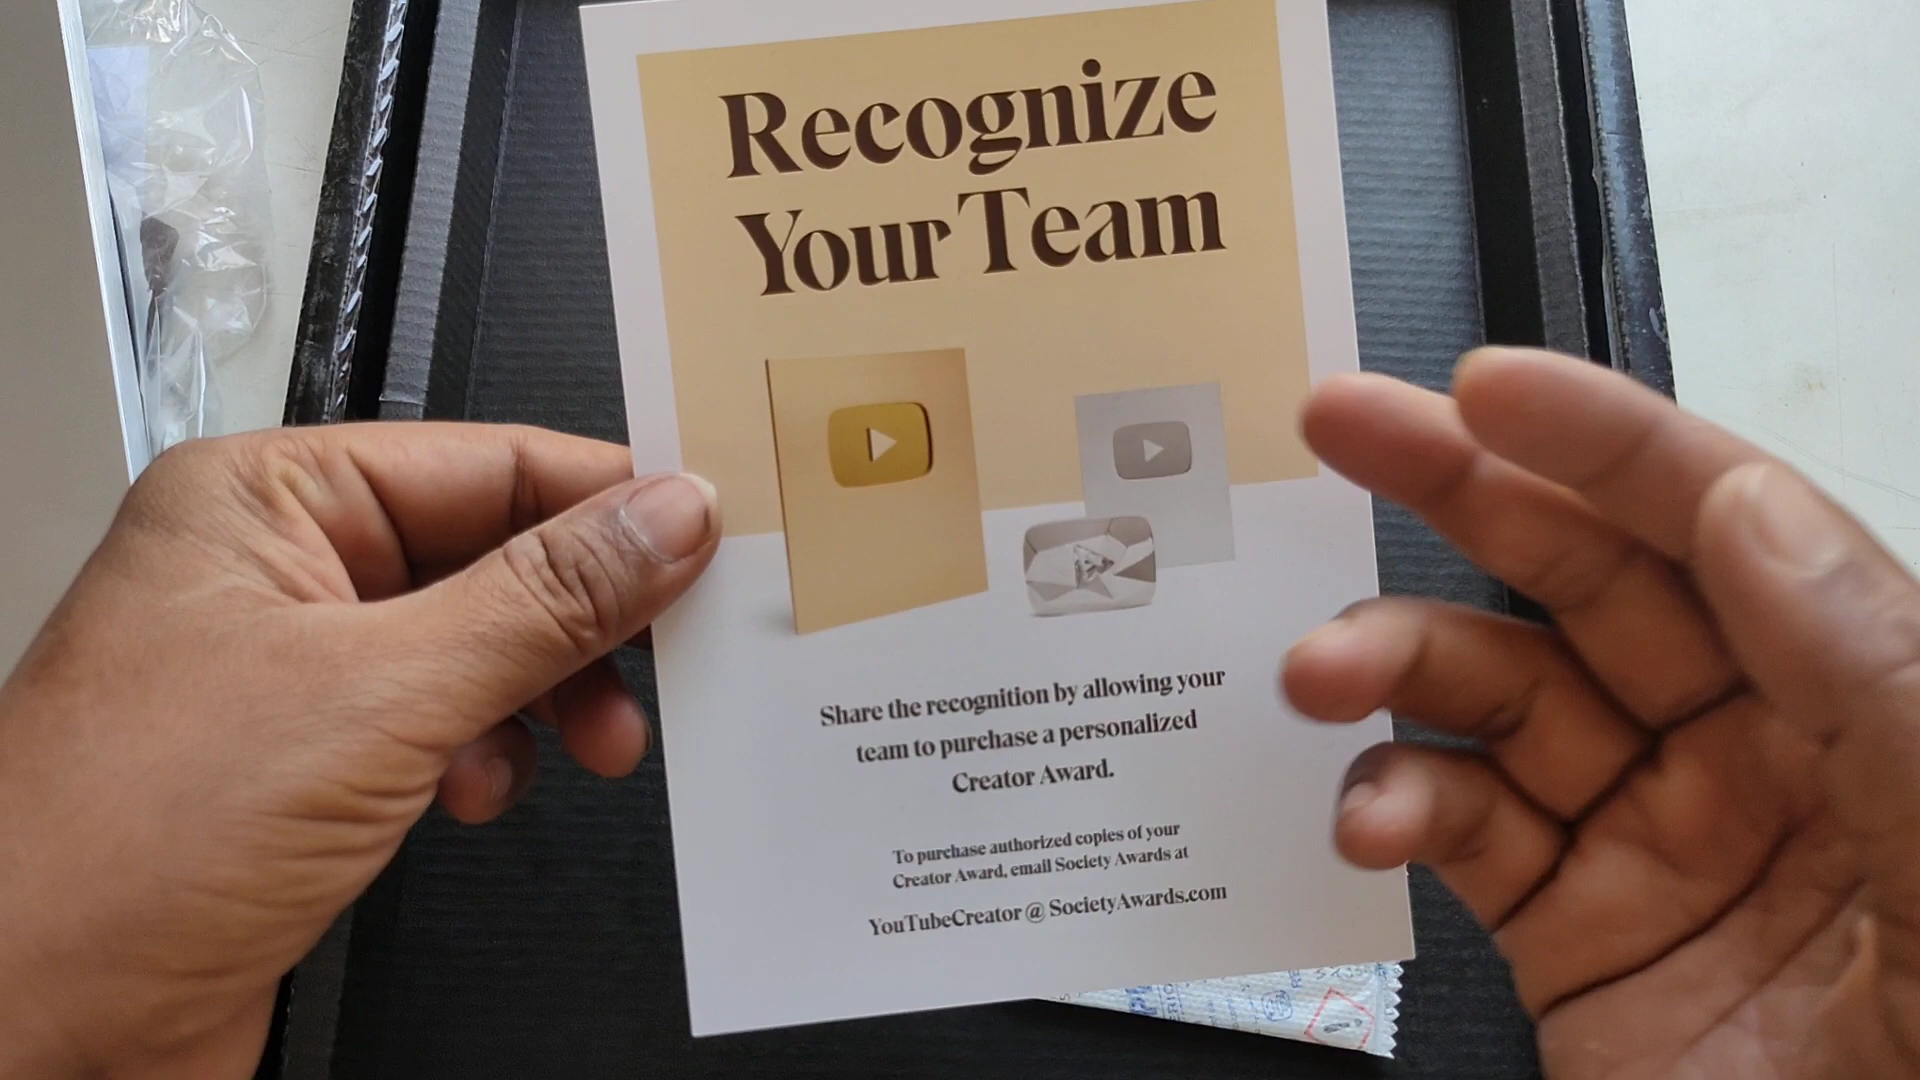 Recognize
Your Team
Share the recognition by allowing your
team to purchase a personalized
Creator Award.
To purchase authorized copies of your
Creator Award, email Society Awards at
YouTubeCreator @ SocietyAwards.com